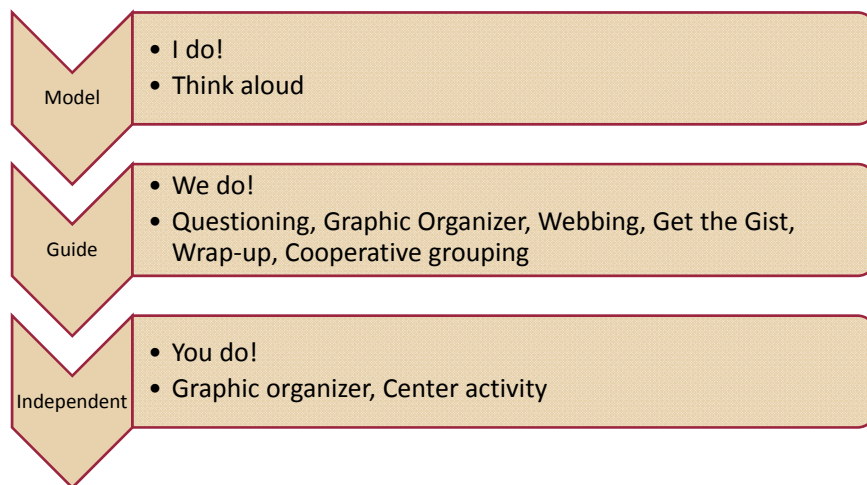 Model
• I do!
• Think aloud
Guide
• We do!
• Questioning, Graphic Organizer, Webbing, Get the Gist,
Wrap-up, Cooperative grouping
Independent
• You do!
• Graphic organizer, Center activity